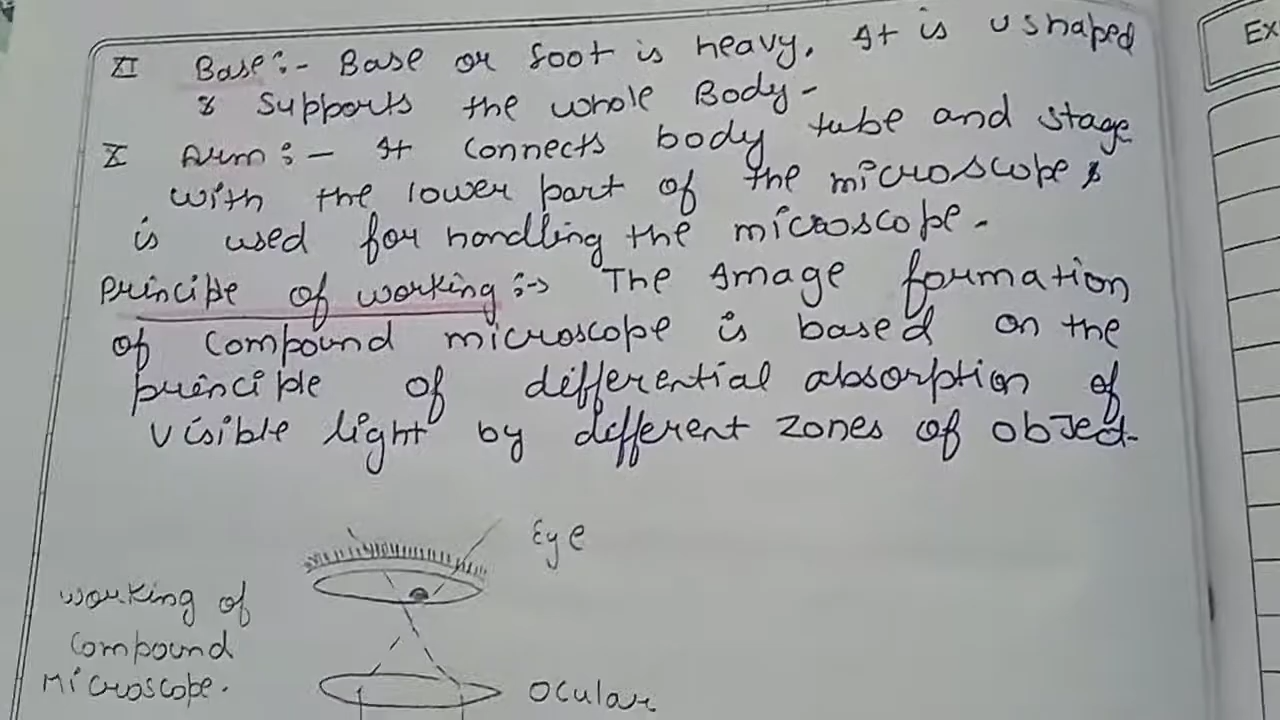 XI Base:- Base or foot is heavy. It is U shaped
& supports the whole Body-
X Arm:- It connects body tube and stage
with the lower part of the microscope &
is used for handling the microscope.
Principle of working:-> The Image formation
of compound microscope is based on the
principle of differential absorption of
visible light by different zones of object.
Eye
working of
compound
Microscope.
Ocular
Ex